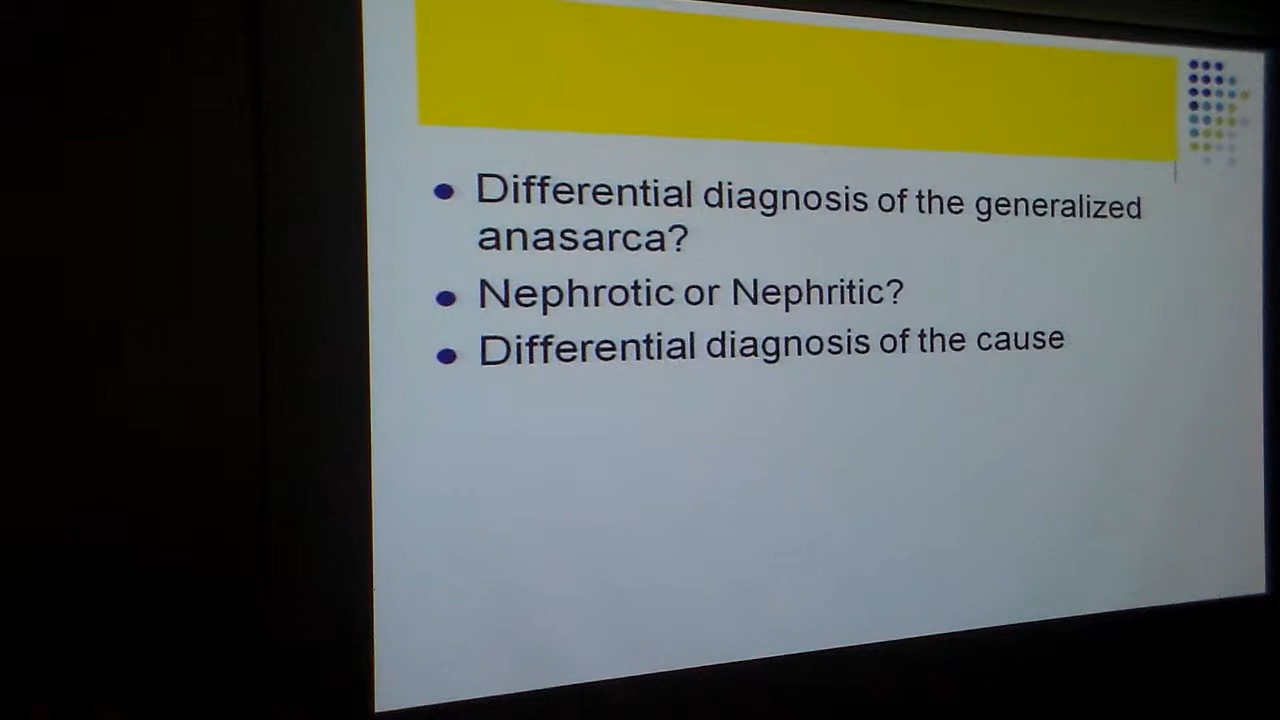 Differential diagnosis of the generalized
anasarca?
Nephrotic or Nephritic?
Differential diagnosis of the cause